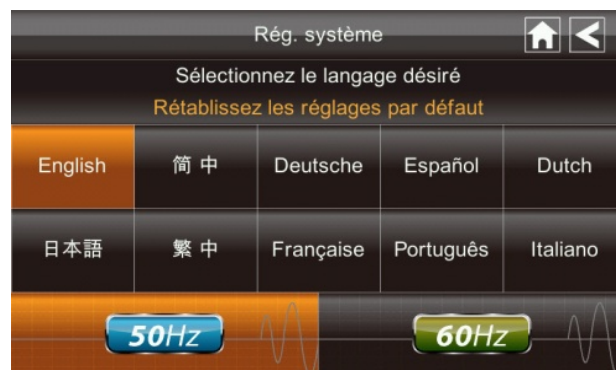 Rég. système
Sélectionnez le langage désiré
Rétablissez les réglages par défaut
English 简中 Deutsche Español Dutch
日本語 繁中 Française Português Italiano
50Hz 60Hz